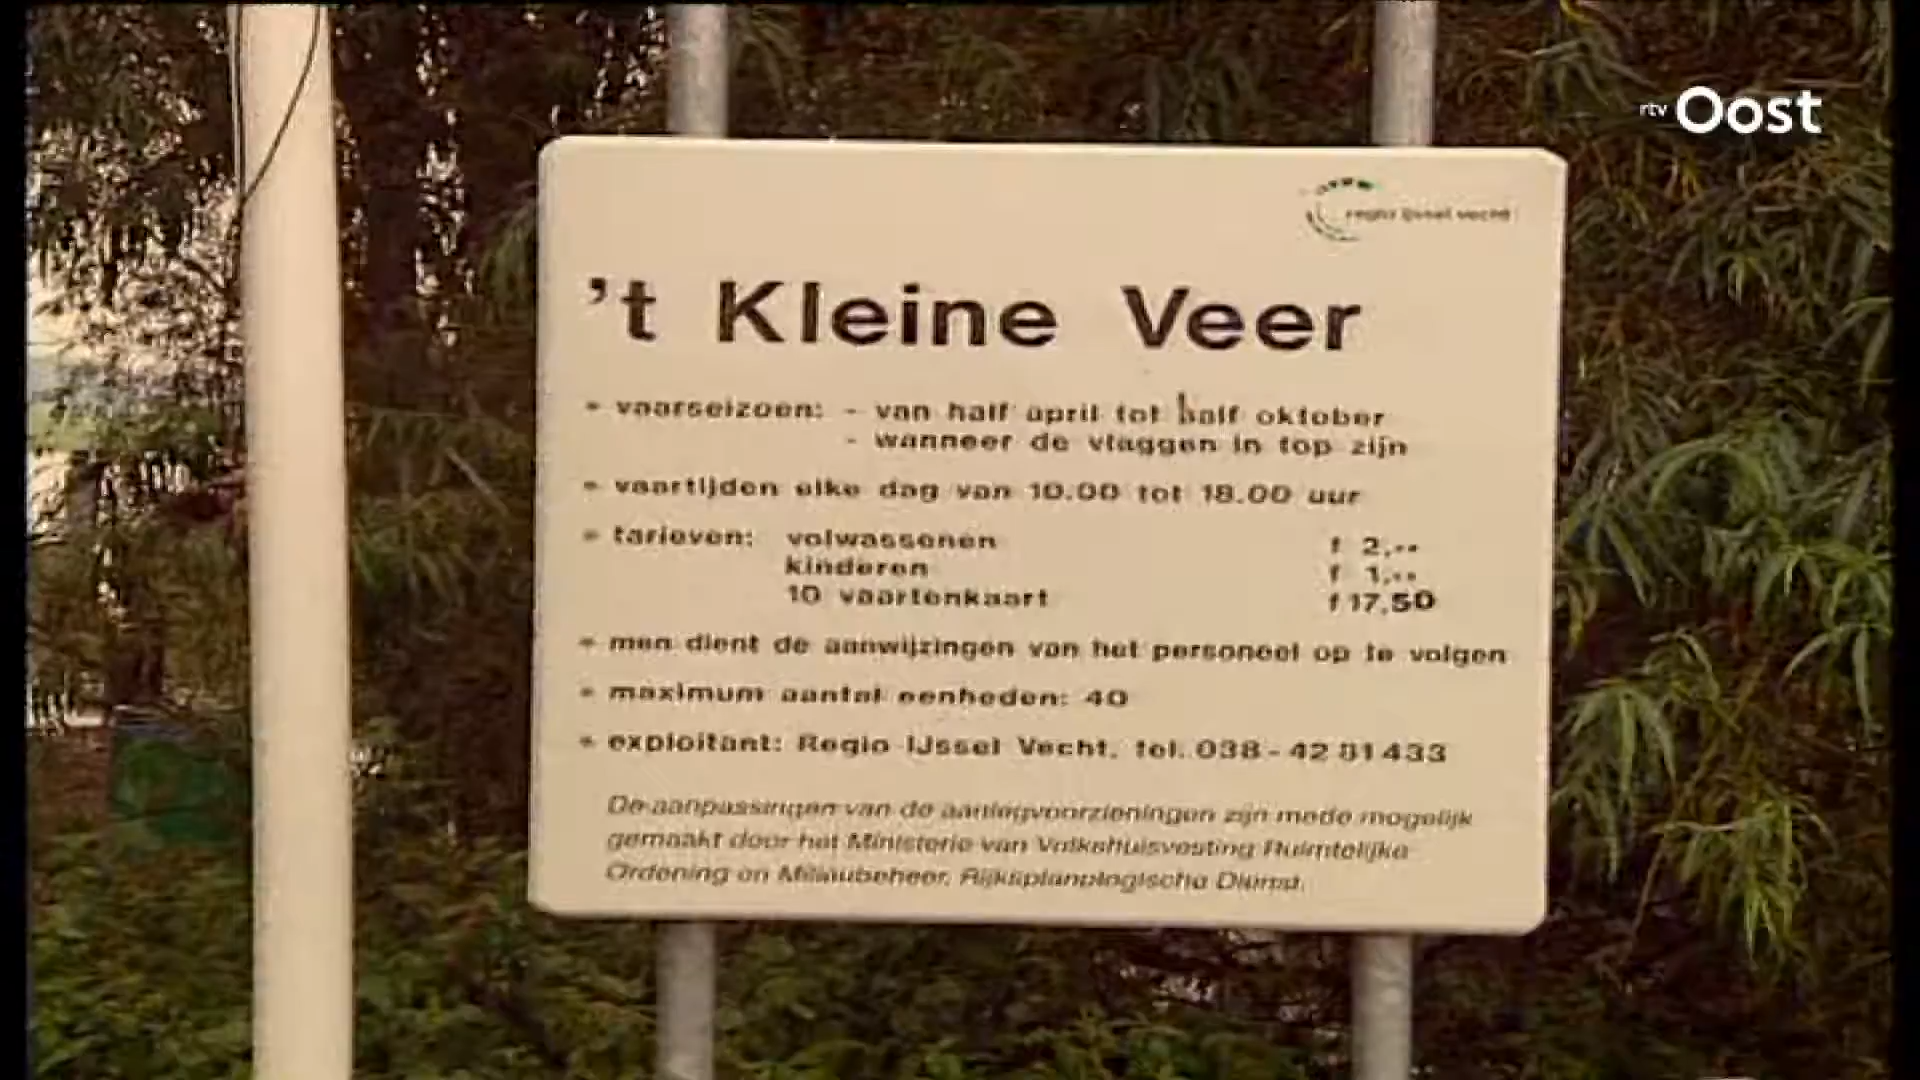 rtv Oost
regio ijssel vecht
't Kleine Veer
• vaarseizoen: - van half april tot half oktober
- wanneer de vlaggen in top zijn
• vaartijden elke dag van 10.00 tot 18.00 uur
• tarieven: volwassenen f 2,--
kinderen f 1,--
10 vaartenkaart f 17,50
• men dient de aanwijzingen van het personeel op te volgen
• maximum aantal eenheden: 40
• exploitant: Regio IJssel Vecht, tel. 038 - 42 81 433
De aanpassingen van de aanlegvoorzieningen zijn mede mogelijk
gemaakt door het Ministerie van Volkshuisvesting Ruimtelijke
Ordening en Milieubeheer, Rijksplanologische Dienst.